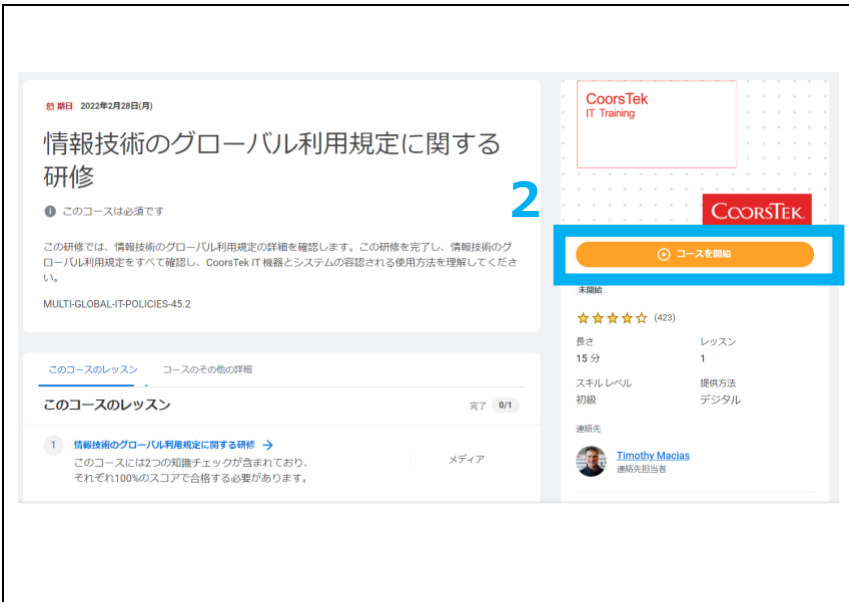 期日 2022年2月28日(月)
情報技術のグローバル利用規定に関する
研修
このコースは必須です
この研修では、情報技術のグローバル利用規定の詳細を確認します。この研修を完了し、情報技術のグ
ローバル利用規定をすべて確認し、CoorsTek IT 機器とシステムの容認される使用方法を理解してくださ
い。
MULTI-GLOBAL-IT-POLICIES-45.2
このコースのレッスン コースのその他の詳細
このコースのレッスン
完了 0/1
1 情報技術のグローバル利用規定に関する研修 →
このコースには2つの知識チェックが含まれており、
それぞれ100%のスコアで合格する必要があります。
メディア
2
CoorsTek
IT Training
COORSTEK
コースを開始
未開始
(423)
長さ レッスン
15 分 1
スキル レベル 提供方法
初級 デジタル
連絡先
Timothy Macias
連絡先担当者